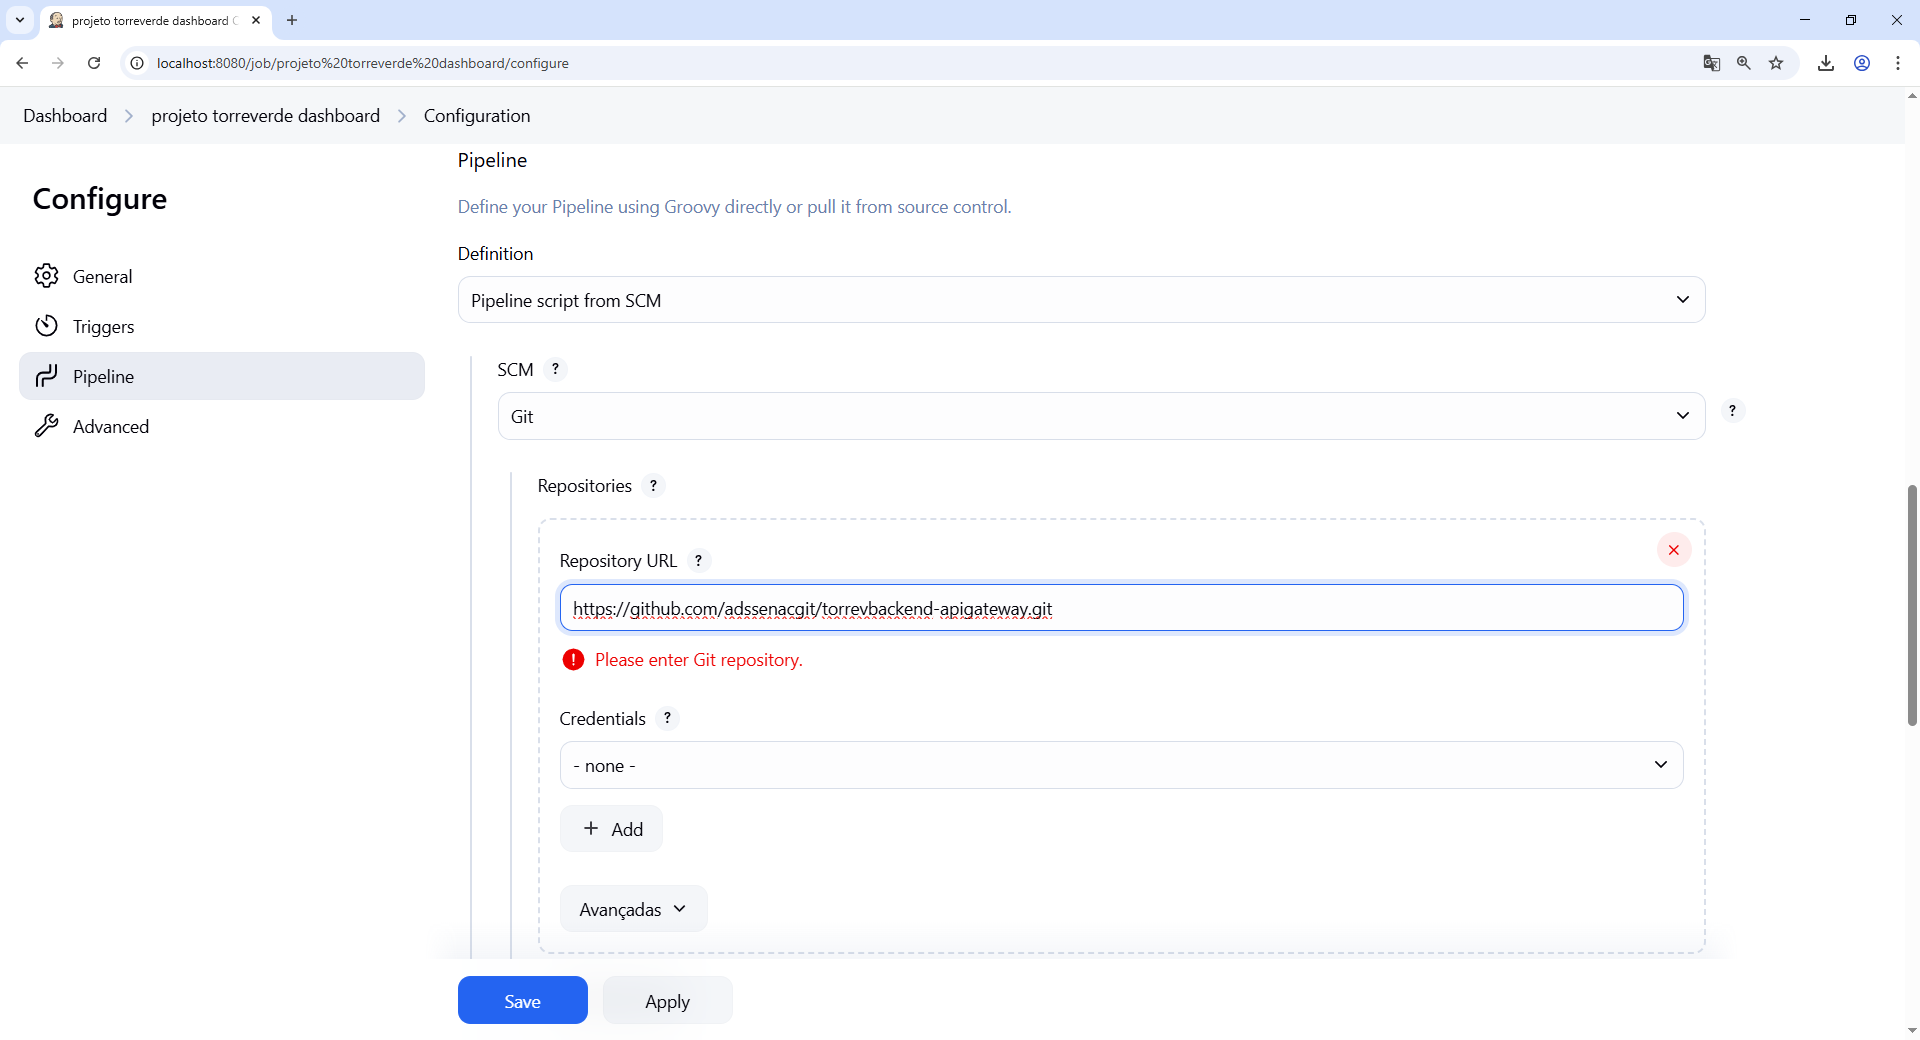 projeto torreverde dashboard
localhost:8080/job/projeto%20torreverde%20dashboard/configure
Dashboard
projeto torreverde dashboard
Configuration
Configure
General
Triggers
Pipeline
Advanced
Pipeline
Define your Pipeline using Groovy directly or pull it from source control.
Definition
Pipeline script from SCM
SCM ?
Git
?
Repositories ?
Repository URL ?
https://github.com/adssenacgit/torrevbackend-apigateway.git
Please enter Git repository.
Credentials ?
- none -
+ Add
Avançadas
Save
Apply